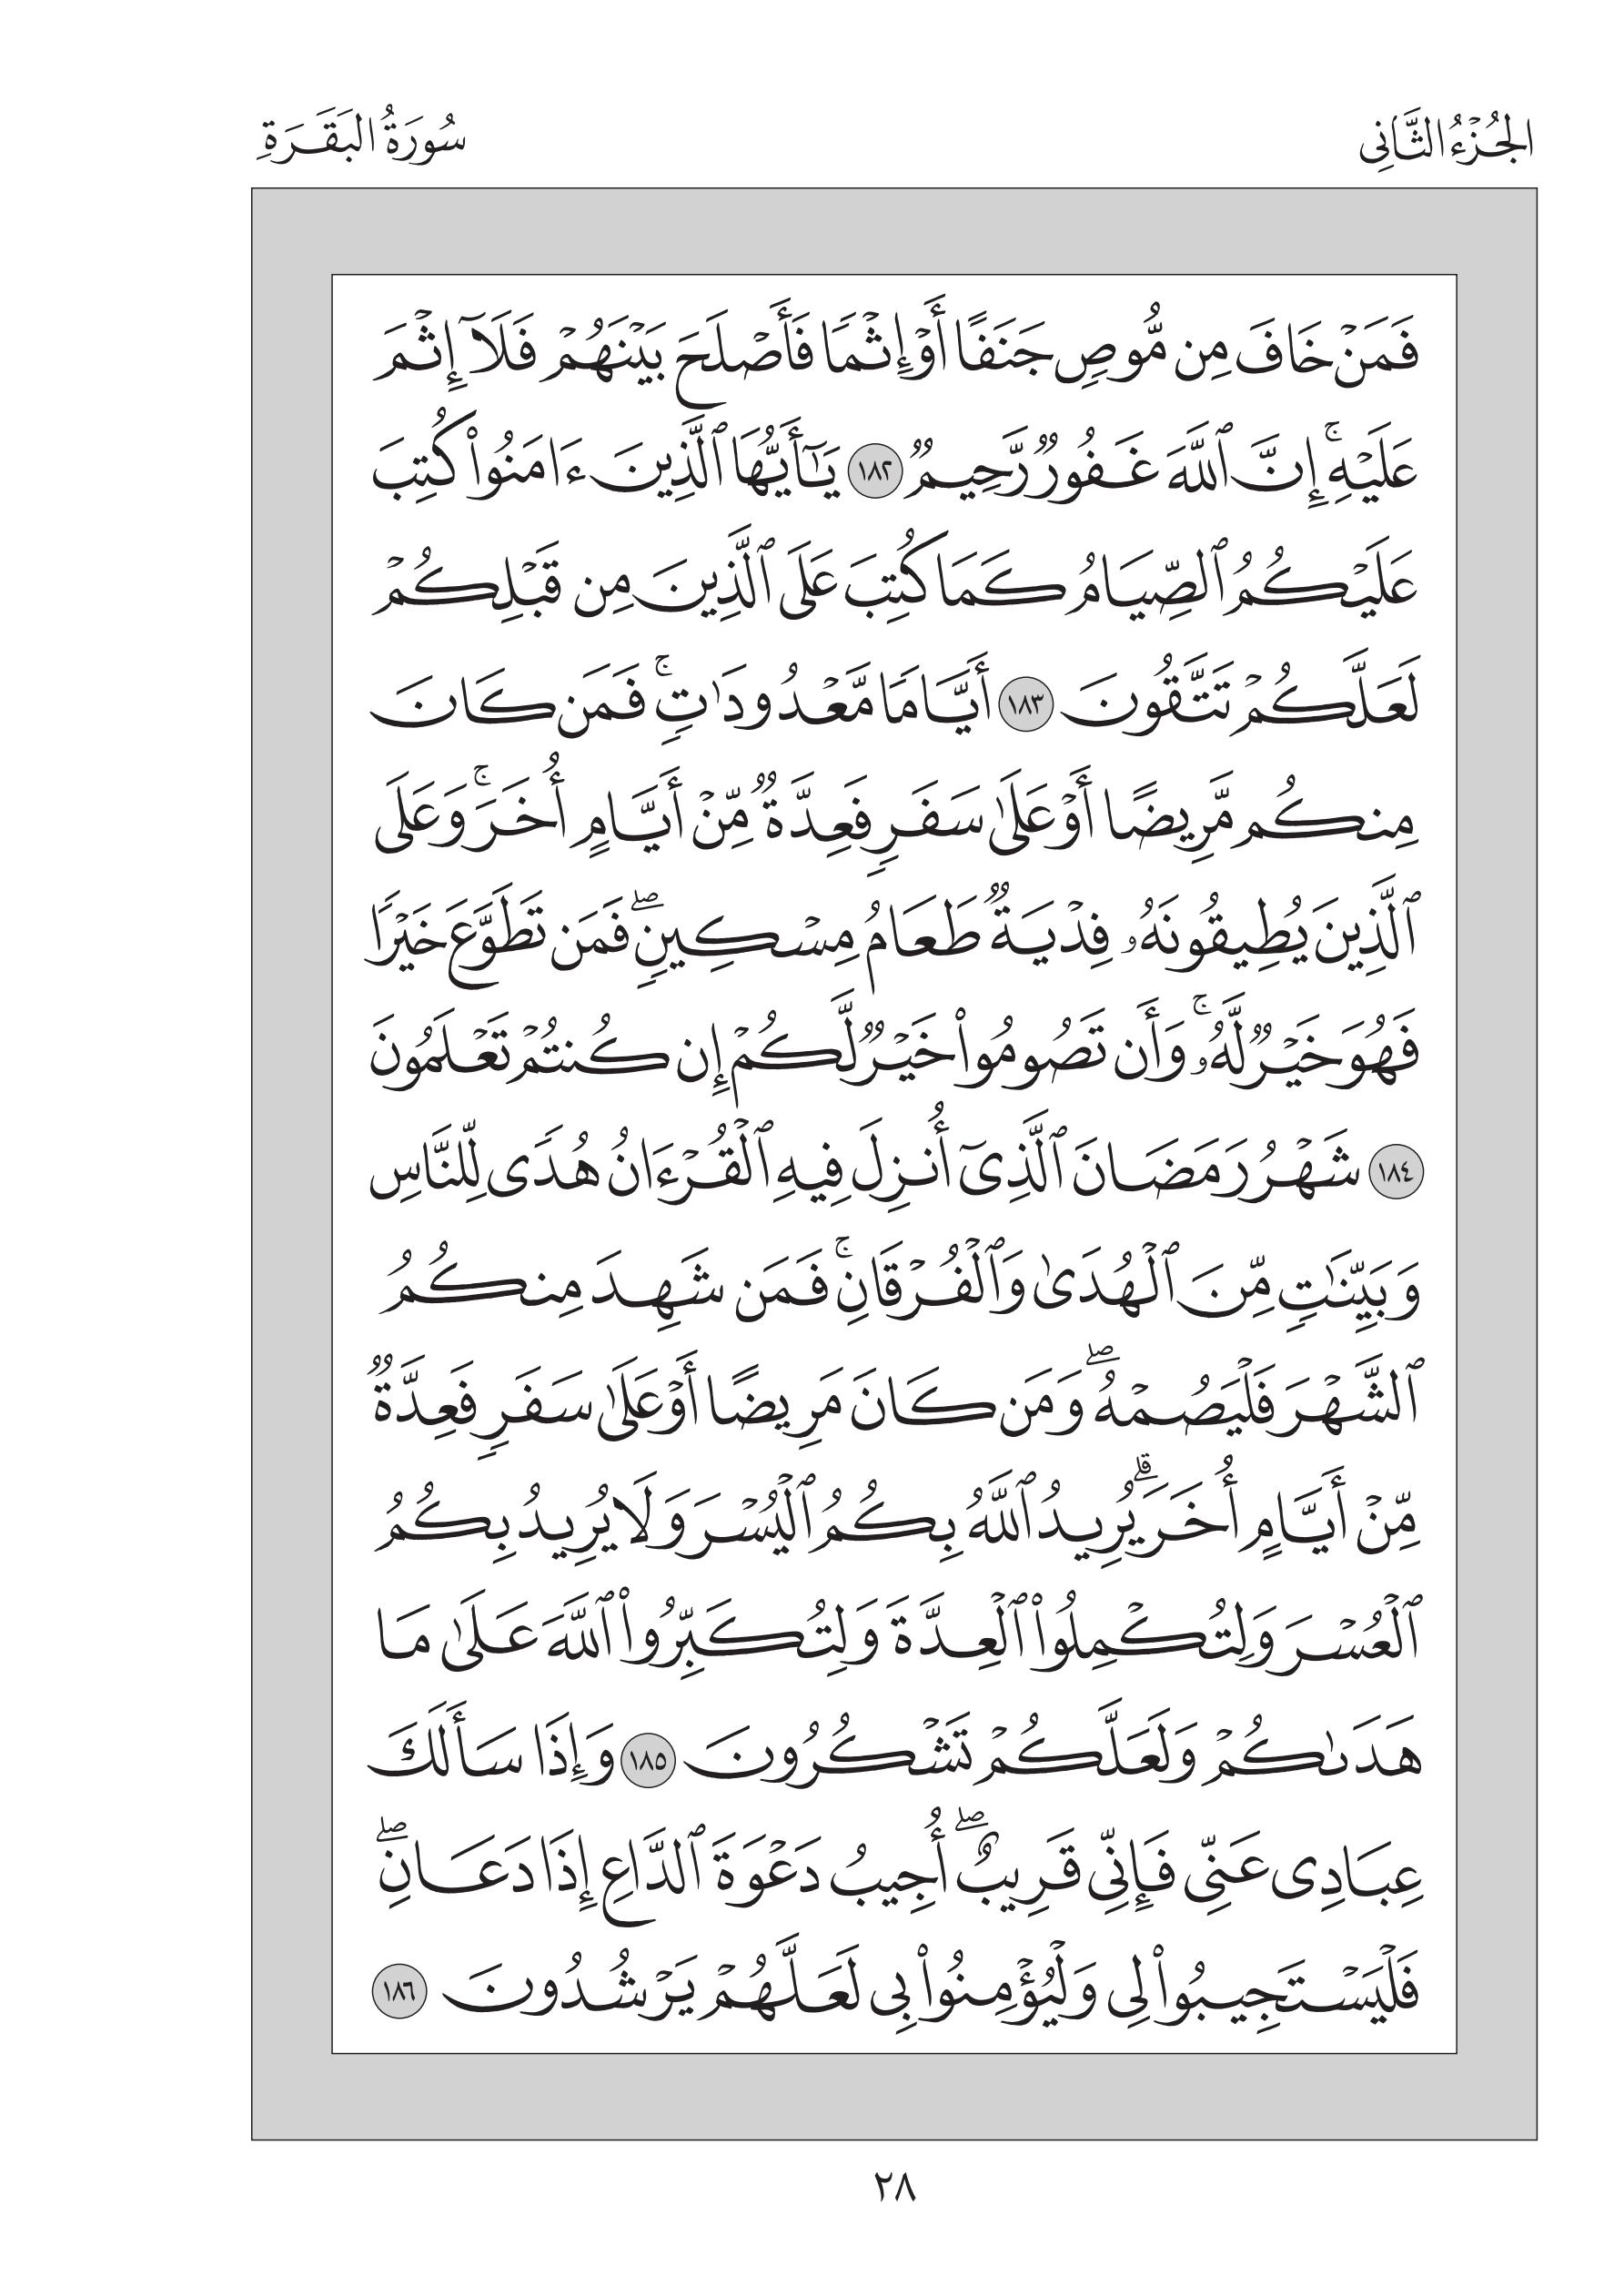 الجُزْءُ الثَّانِي
سُورَةُ البَقَرَةِ
فَمَنْ خَافَ مِن مُّوصٍ جَنَفًا أَوْ إِثْمًا فَأَصْلَحَ بَيْنَهُمْ فَلَآ إِثْمَ
عَلَيْهِ ۚ إِنَّ ٱللَّهَ غَفُورٌ رَّحِيمٌ ١٨٢ يَـٰٓأَيُّهَا ٱلَّذِينَ ءَامَنُوا۟ كُتِبَ
عَلَيْكُمُ ٱلصِّيَامُ كَمَا كُتِبَ عَلَى ٱلَّذِينَ مِن قَبْلِكُمْ
لَعَلَّكُمْ تَتَّقُونَ ١٨٣ أَيَّامًا مَّعْدُودَٰتٍ ۚ فَمَن كَانَ
مِنكُم مَّرِيضًا أَوْ عَلَىٰ سَفَرٍ فَعِدَّةٌ مِّنْ أَيَّامٍ أُخَرَ ۚ وَعَلَى
ٱلَّذِينَ يُطِيقُونَهُۥ فِدْيَةٌ طَعَامُ مِسْكِينٍ ۖ فَمَن تَطَوَّعَ خَيْرًا
فَهُوَ خَيْرٌ لَّهُۥ ۚ وَأَن تَصُومُوا۟ خَيْرٌ لَّكُمْ إِن كُنتُمْ تَعْلَمُونَ
١٨٤ شَهْرُ رَمَضَانَ ٱلَّذِىٓ أُنزِلَ فِيهِ ٱلْقُرْءَانُ هُدًى لِّلنَّاسِ
وَبَيِّنَـٰتٍ مِّنَ ٱلْهُدَىٰ وَٱلْفُرْقَانِ ۚ فَمَن شَهِدَ مِنكُمُ
ٱلشَّهْرَ فَلْيَصُمْهُ ۖ وَمَن كَانَ مَرِيضًا أَوْ عَلَىٰ سَفَرٍ فَعِدَّةٌ
مِّنْ أَيَّامٍ أُخَرَ ۗ يُرِيدُ ٱللَّهُ بِكُمُ ٱلْيُسْرَ وَلَا يُرِيدُ بِكُمُ
ٱلْعُسْرَ وَلِتُكْمِلُوا۟ ٱلْعِدَّةَ وَلِتُكَبِّرُوا۟ ٱللَّهَ عَلَىٰ مَا
هَدَىٰكُمْ وَلَعَلَّكُمْ تَشْكُرُونَ ١٨٥ وَإِذَا سَأَلَكَ
عِبَادِى عَنِّى فَإِنِّى قَرِيبٌ ۖ أُجِيبُ دَعْوَةَ ٱلدَّاعِ إِذَا دَعَانِ ۖ
فَلْيَسْتَجِيبُوا۟ لِى وَلْيُؤْمِنُوا۟ بِى لَعَلَّهُمْ يَرْشُدُونَ ١٨٦
٢٨